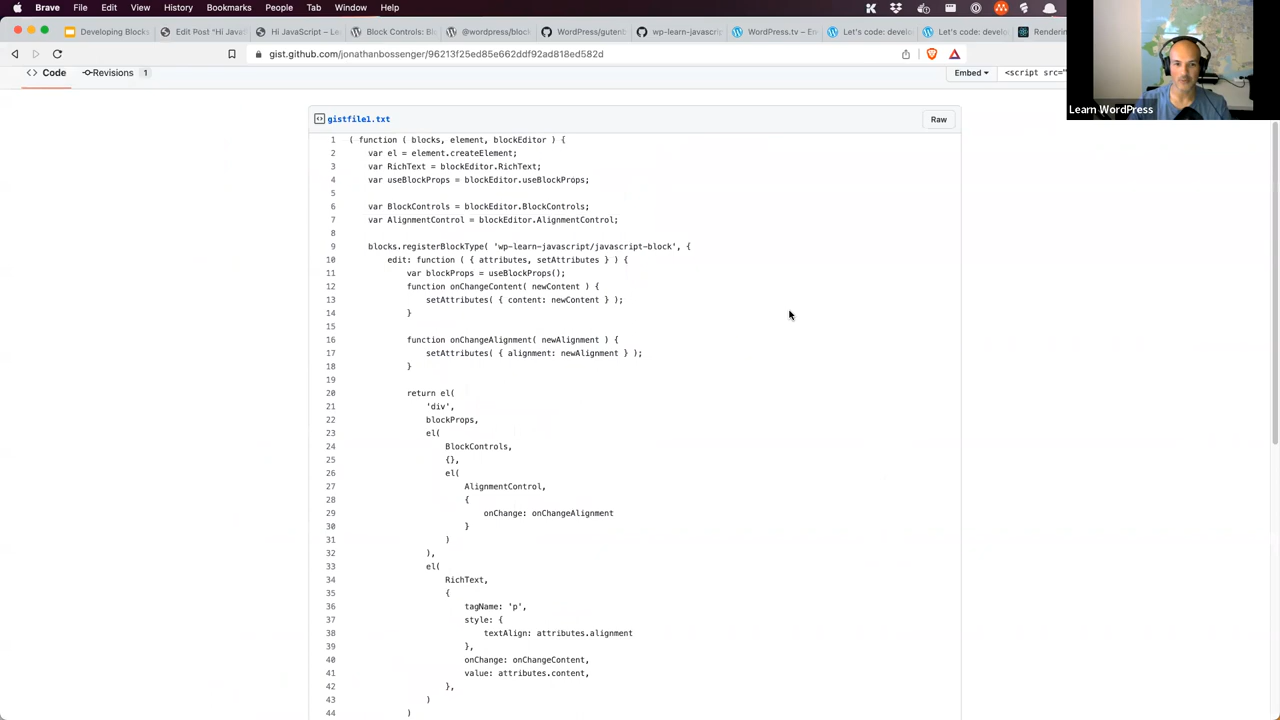 Brave File Edit View History Bookmarks People Tab Window Help
Developing Blocks
Edit Post "Hi Java
Hi JavaScript – Le
Block Controls: Bl
@wordpress/bloc
WordPress/gutenb
wp-learn-javascri
WordPress.tv – En
Let's code: develo
Let's code: develo
Rendering
gist.github.com/jonathanbossenger/96213f25ed85e662ddf92ad818ed582d
Code Revisions 1
Embed <script src="
Learn WordPress
gistfile1.txt Raw
1 ( function ( blocks, element, blockEditor ) {
2 var el = element.createElement;
3 var RichText = blockEditor.RichText;
4 var useBlockProps = blockEditor.useBlockProps;
5
6 var BlockControls = blockEditor.BlockControls;
7 var AlignmentControl = blockEditor.AlignmentControl;
8
9 blocks.registerBlockType( 'wp-learn-javascript/javascript-block', {
10 edit: function ( { attributes, setAttributes } ) {
11 var blockProps = useBlockProps();
12 function onChangeContent( newContent ) {
13 setAttributes( { content: newContent } );
14 }
15
16 function onChangeAlignment( newAlignment ) {
17 setAttributes( { alignment: newAlignment } );
18 }
19
20 return el(
21 'div',
22 blockProps,
23 el(
24 BlockControls,
25 {},
26 el(
27 AlignmentControl,
28 {
29 onChange: onChangeAlignment
30 }
31 )
32 ),
33 el(
34 RichText,
35 {
36 tagName: 'p',
37 style: {
38 textAlign: attributes.alignment
39 },
40 onChange: onChangeContent,
41 value: attributes.content,
42 },
43 )
44 )